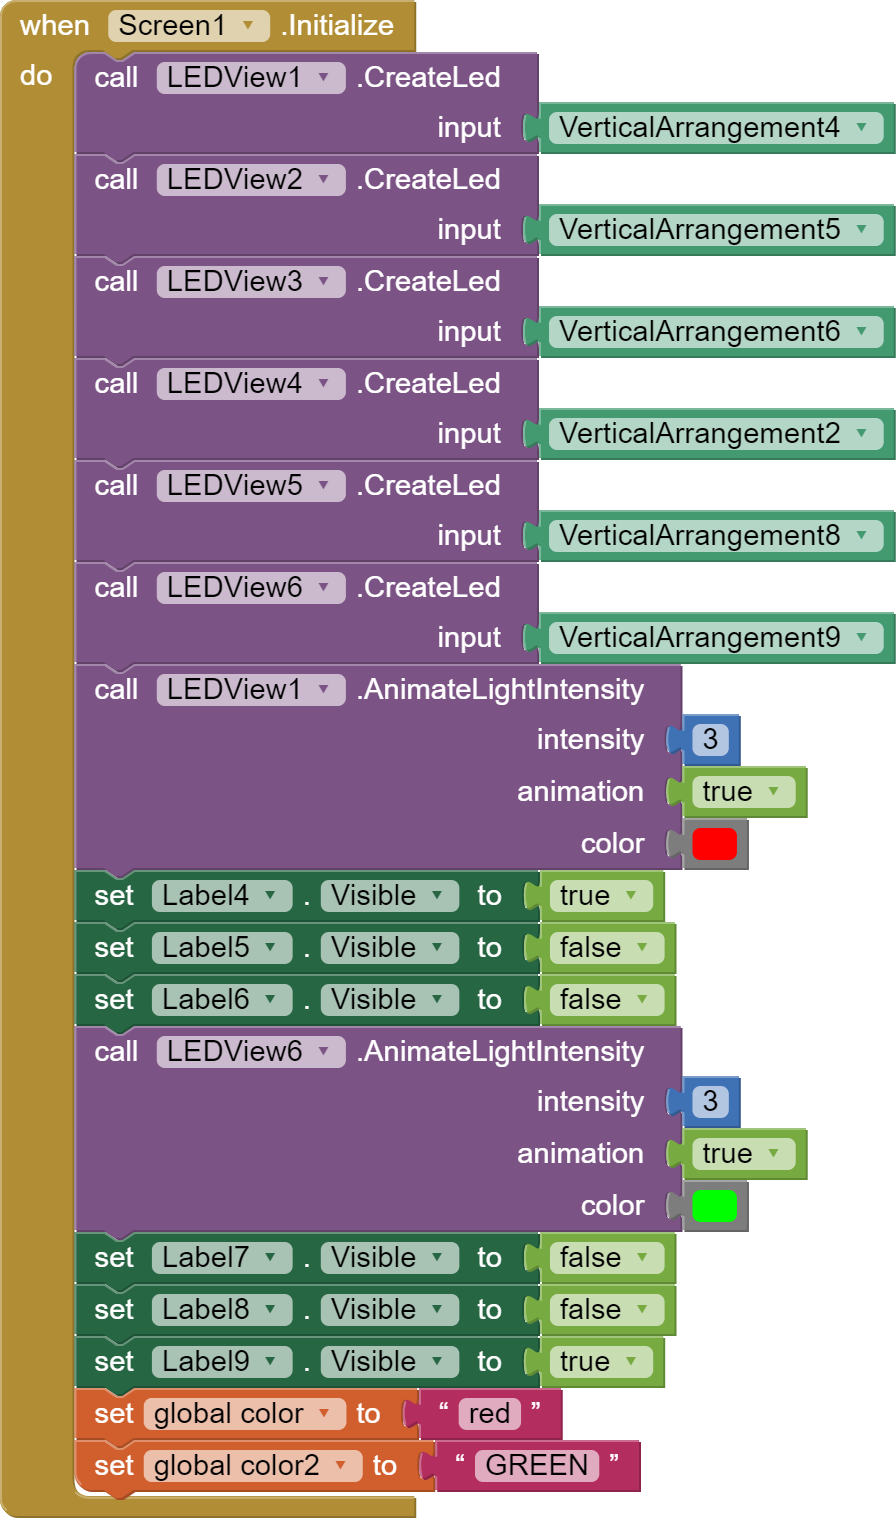 when Screen1 .Initialize
do call LEDView1 .CreateLed
input VerticalArrangement4
call LEDView2 .CreateLed
input VerticalArrangement5
call LEDView3 .CreateLed
input VerticalArrangement6
call LEDView4 .CreateLed
input VerticalArrangement2
call LEDView5 .CreateLed
input VerticalArrangement8
call LEDView6 .CreateLed
input VerticalArrangement9
call LEDView1 .AnimateLightIntensity
intensity 3
animation true
color
set Label4 . Visible to true
set Label5 . Visible to false
set Label6 . Visible to false
call LEDView6 .AnimateLightIntensity
intensity 3
animation true
color
set Label7 . Visible to false
set Label8 . Visible to false
set Label9 . Visible to true
set global color to “ red ”
set global color2 to “ GREEN ”